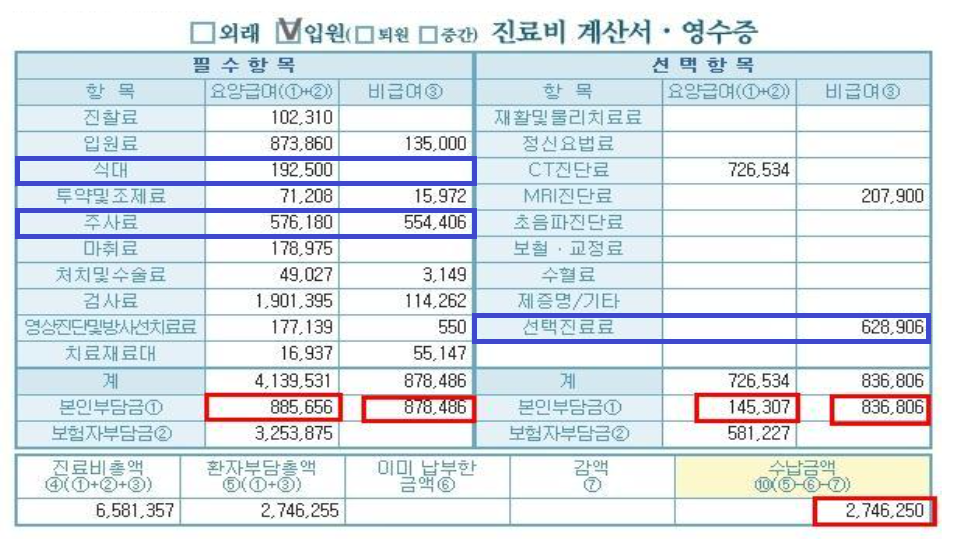 □외래 ☑입원(□퇴원 □중간) 진료비 계산서·영수증
필수항목 선택항목
항 목 요양급여(①+②) 비급여③ 항 목 요양급여(①+②) 비급여③
진찰료 102,310 재활및물리치료료
입원료 873,860 135,000 정신요법료
식대 192,500 CT진단료 726,534
투약및조제료 71,208 15,972 MRI진단료 207,900
주사료 576,180 554,406 초음파진단료
마취료 178,975 보철·교정료
처치및수술료 49,027 3,149 수혈료
검사료 1,901,395 114,262 제증명/기타
영상진단및방사선치료료 177,139 550 선택진료료 628,906
치료재료대 16,937 55,147
계 4,139,531 878,486 계 726,534 836,806
본인부담금① 885,656 878,486 본인부담금① 145,307 836,806
보험자부담금② 3,253,875 보험자부담금② 581,227
진료비총액 환자부담총액 이미 납부한 감액 수납금액
④(①+②+③) ⑤(①+③) 금액⑥ ⑦ ⑩(⑤-⑥-⑦)
6,581,357 2,746,255 2,746,250